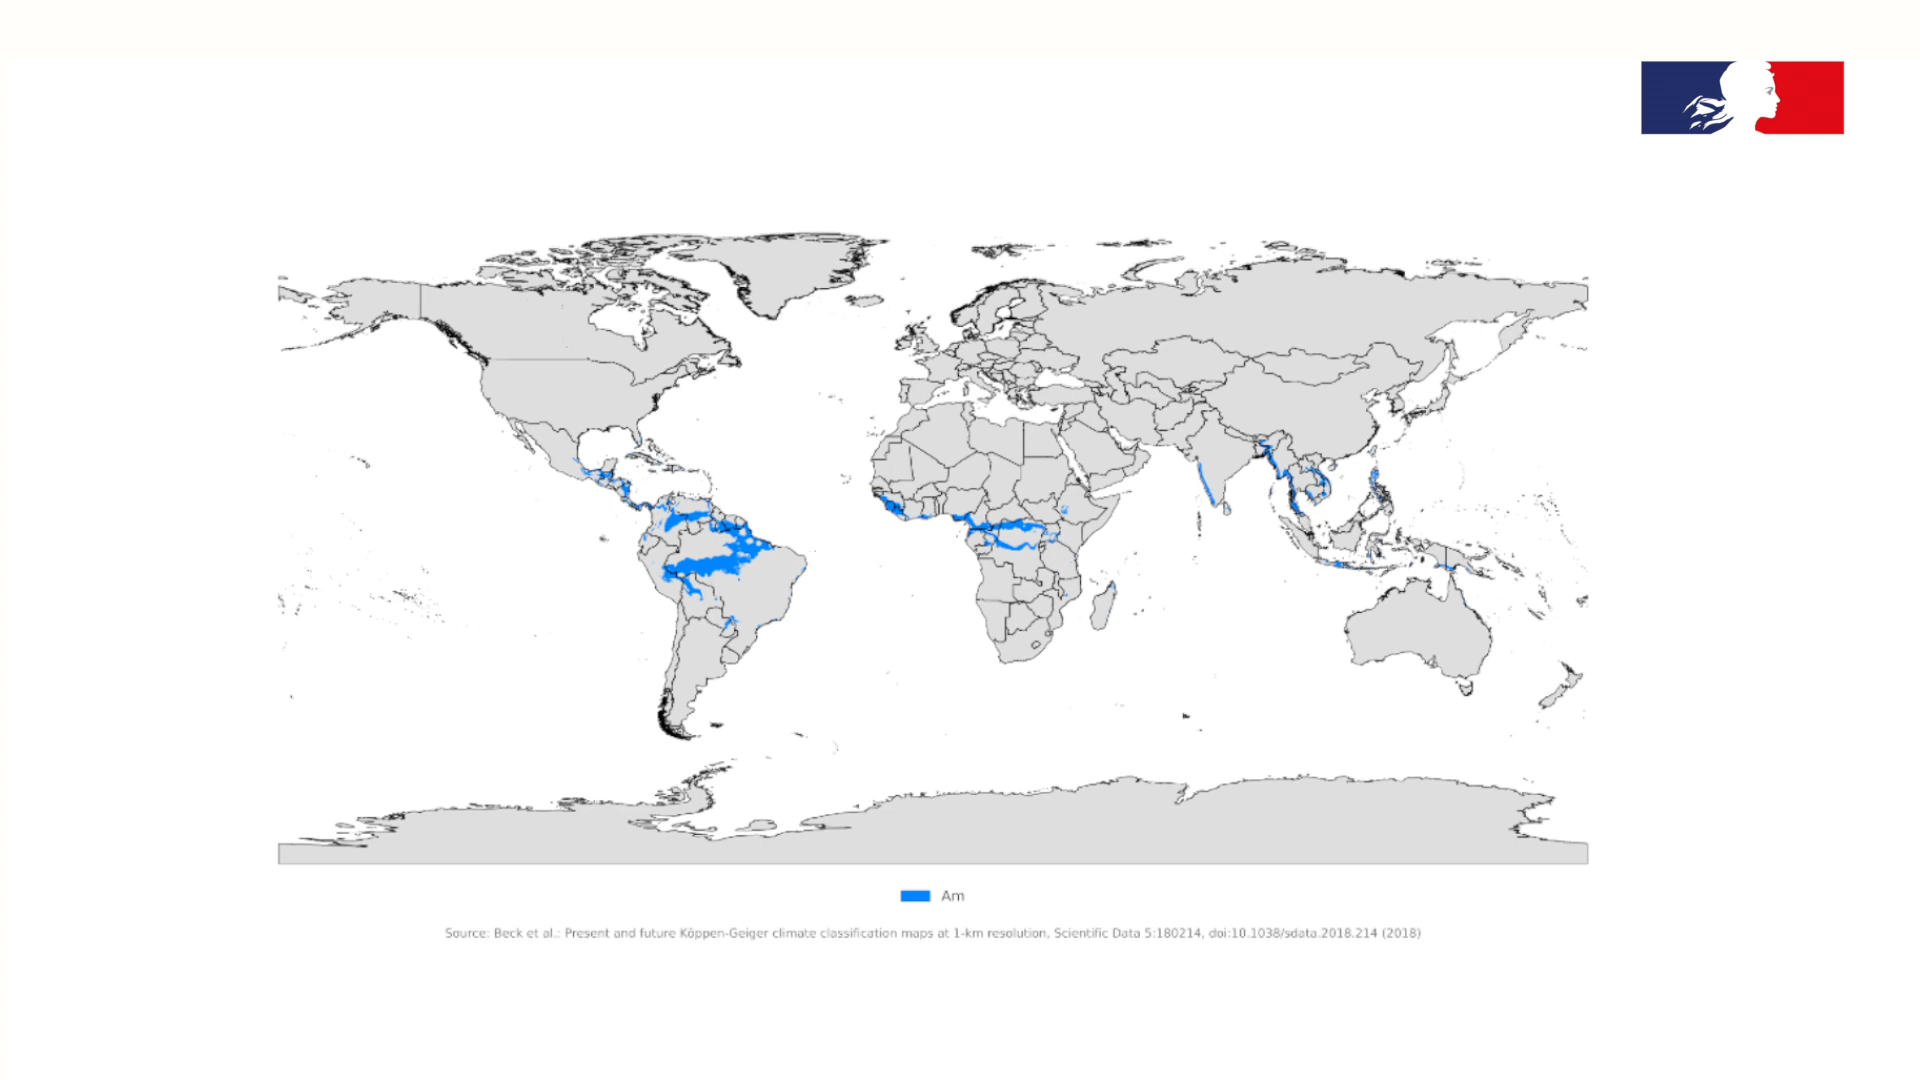 Am
Source: Beck et al.: Present and future Köppen-Geiger climate classification maps at 1-km resolution, Scientific Data 5:180214, doi:10.1038/sdata.2018.214 (2018)